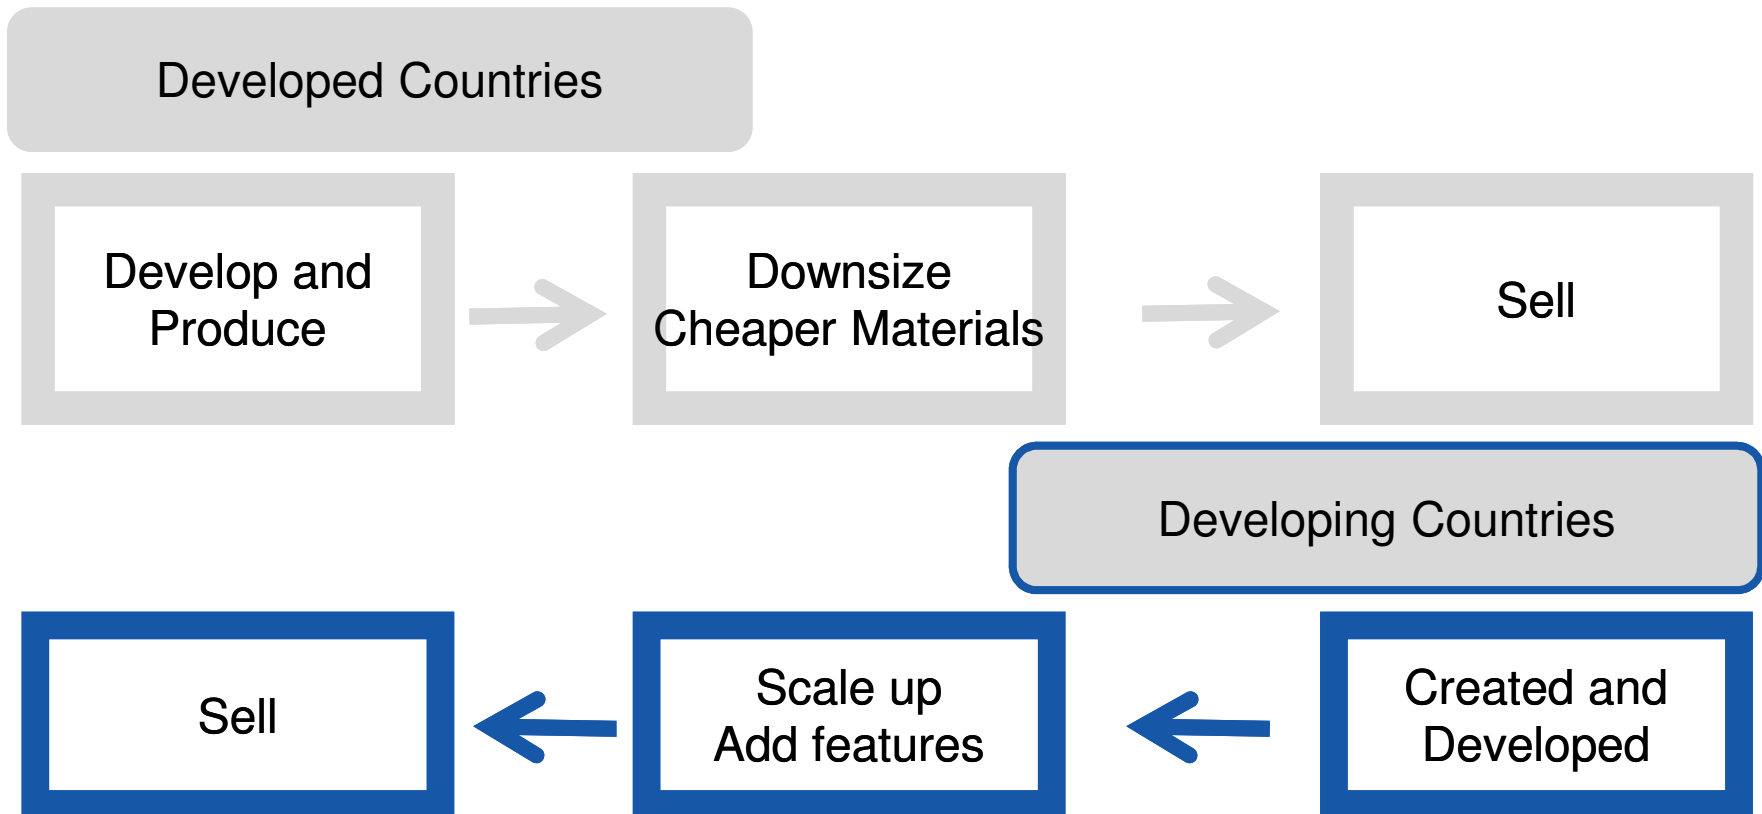 Developed Countries
Develop and
Produce
Downsize
Cheaper Materials
Sell
Developing Countries
Sell
Scale up
Add features
Created and
Developed